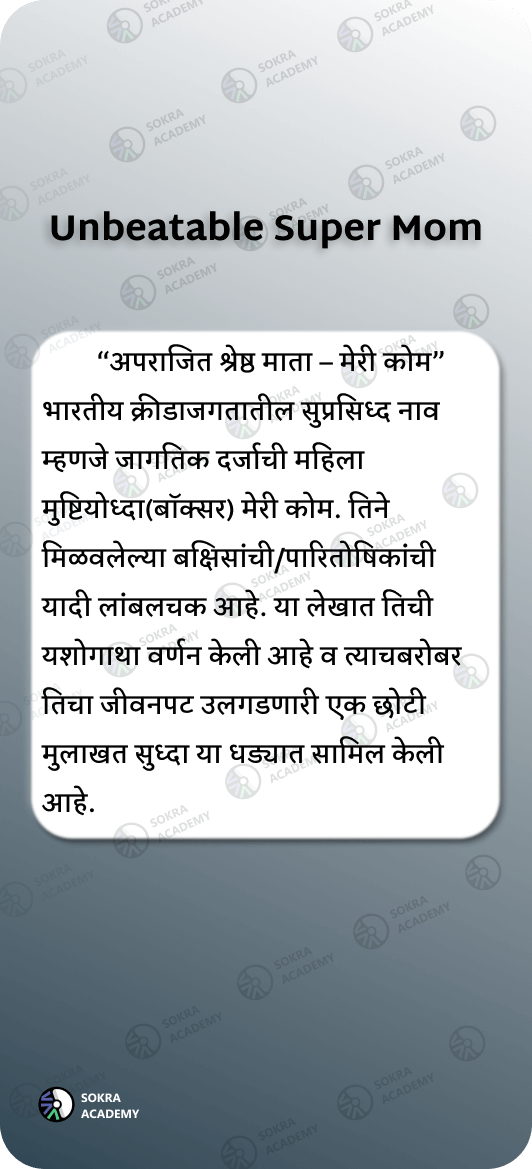 Unbeatable Super Mom
“अपराजित श्रेष्ठ माता – मेरी कोम”
भारतीय क्रीडाजगतातील सुप्रसिध्द नाव
म्हणजे जागतिक दर्जाची महिला
मुष्टियोध्दा(बॉक्सर) मेरी कोम. तिने
मिळवलेल्या बक्षिसांची/पारितोषिकांची
यादी लांबलचक आहे. या लेखात तिची
यशोगाथा वर्णन केली आहे व त्याचबरोबर
तिचा जीवनपट उलगडणारी एक छोटी
मुलाखत सुध्दा या धड्यात सामिल केली
आहे.
SOKRA
ACADEMY